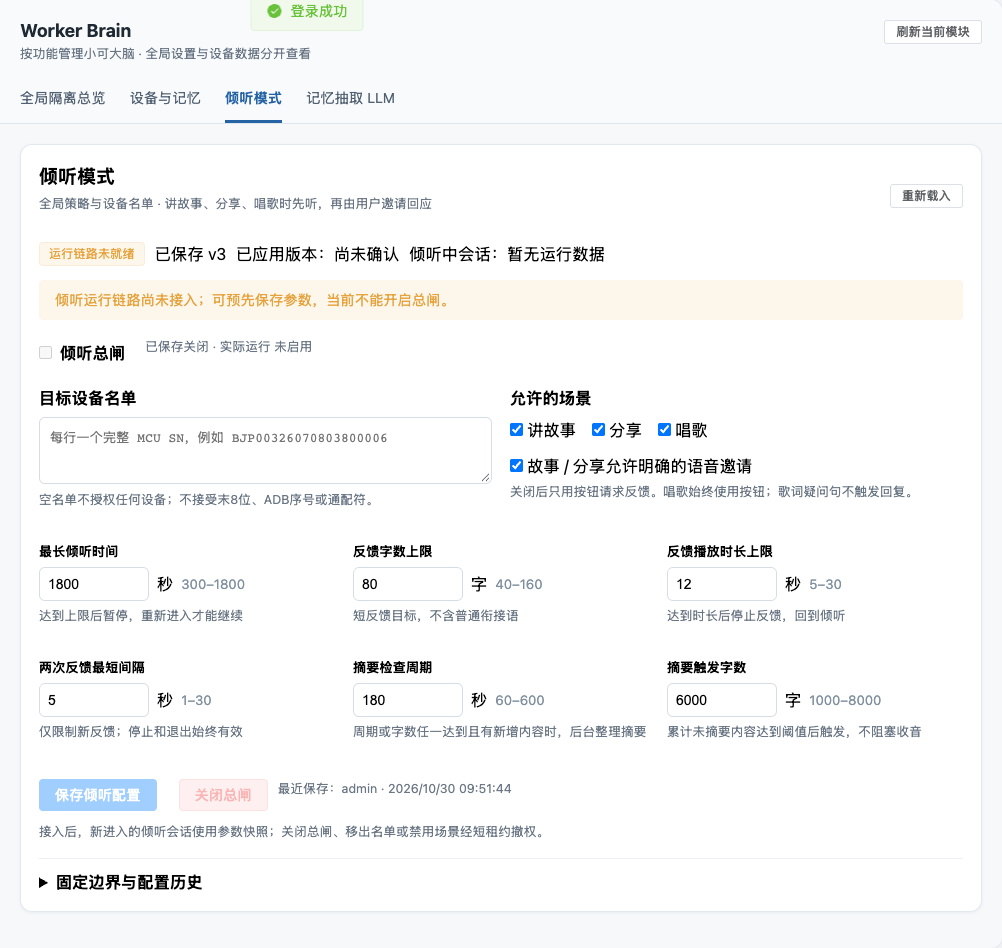 登录成功
Worker Brain
按功能管理小可大脑 · 全局设置与设备数据分开查看
刷新当前模块
全局隔离总览 设备与记忆 倾听模式 记忆抽取 LLM
倾听模式
全局策略与设备名单 · 讲故事、分享、唱歌时先听，再由用户邀请回应
重新载入
运行链路未就绪 已保存 v3 已应用版本：尚未确认 倾听中会话：暂无运行数据
倾听运行链路尚未接入；可预先保存参数，当前不能开启总闸。
倾听总闸 已保存关闭 · 实际运行 未启用
目标设备名单
每行一个完整 MCU SN，例如 BJP00326070803800006
空名单不授权任何设备；不接受末8位、ADB序号或通配符。
允许的场景
讲故事 分享 唱歌
故事 / 分享允许明确的语音邀请
关闭后只用按钮请求反馈。唱歌始终使用按钮；歌词疑问句不触发回复。
最长倾听时间
1800 秒 300–1800
达到上限后暂停，重新进入才能继续
反馈字数上限
80 字 40–160
短反馈目标，不含普通衔接语
反馈播放时长上限
12 秒 5–30
达到时长后停止反馈，回到倾听
两次反馈最短间隔
5 秒 1–30
仅限制新反馈；停止和退出始终有效
摘要检查周期
180 秒 60–600
周期或字数任一达到且有新增内容时，后台整理摘要
摘要触发字数
6000 字 1000–8000
累计未摘要内容达到阈值后触发，不阻塞收音
保存倾听配置 关闭总闸 最近保存：admin · 2026/10/30 09:51:44
接入后，新进入的倾听会话使用参数快照；关闭总闸、移出名单或禁用场景经短租约撤权。
固定边界与配置历史